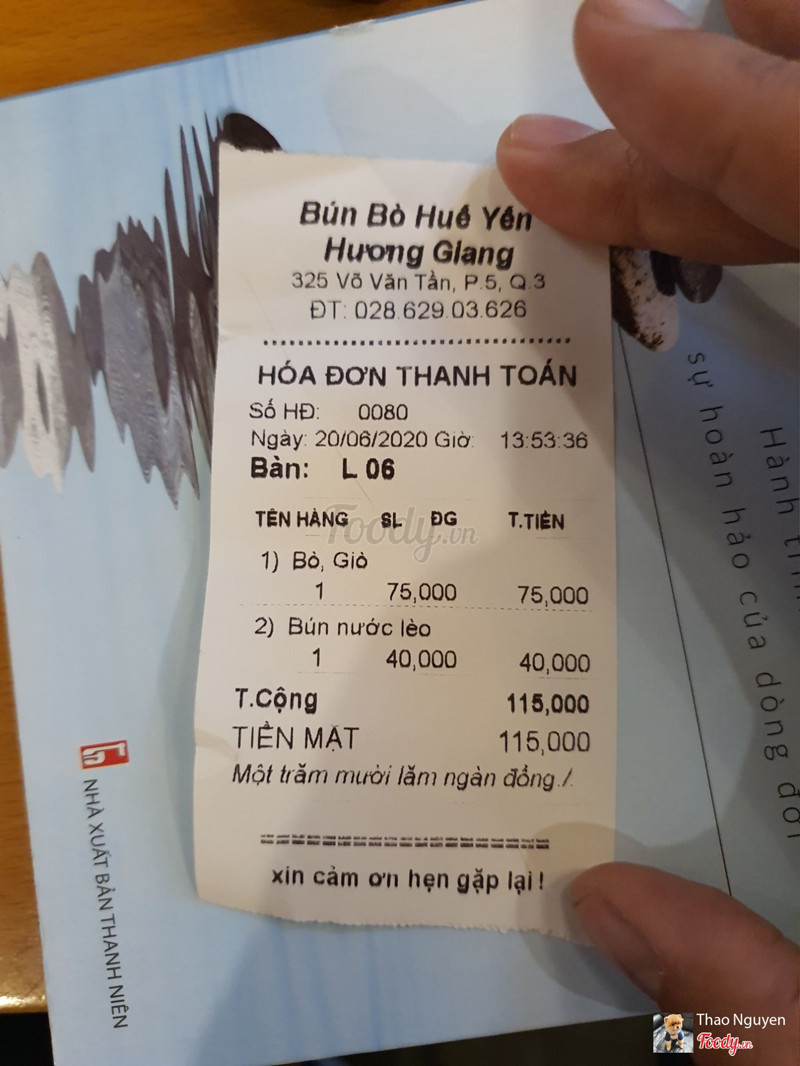 Bún Bò Huế Yến
Hương Giang
325 Võ Văn Tần, P.5, Q.3
ĐT: 028.629.03.626
HÓA ĐƠN THANH TOÁN
Số HĐ: 0080
Ngày: 20/06/2020 Giờ: 13:53:36
Bàn: L 06
TÊN HÀNG SL ĐG T.TIỀN
1) Bò, Giò
1 75,000 75,000
2) Bún nước lèo
1 40,000 40,000
T.Cộng 115,000
TIỀN MẶT 115,000
Một trăm mười lăm ngàn đồng./.
xin cảm ơn hẹn gặp lại !
Foody.vn
NHÀ XUẤT BẢN THANH NIÊN
Hành
sự hoàn hảo của dòng đời
Thao Nguyen
Foody.vn